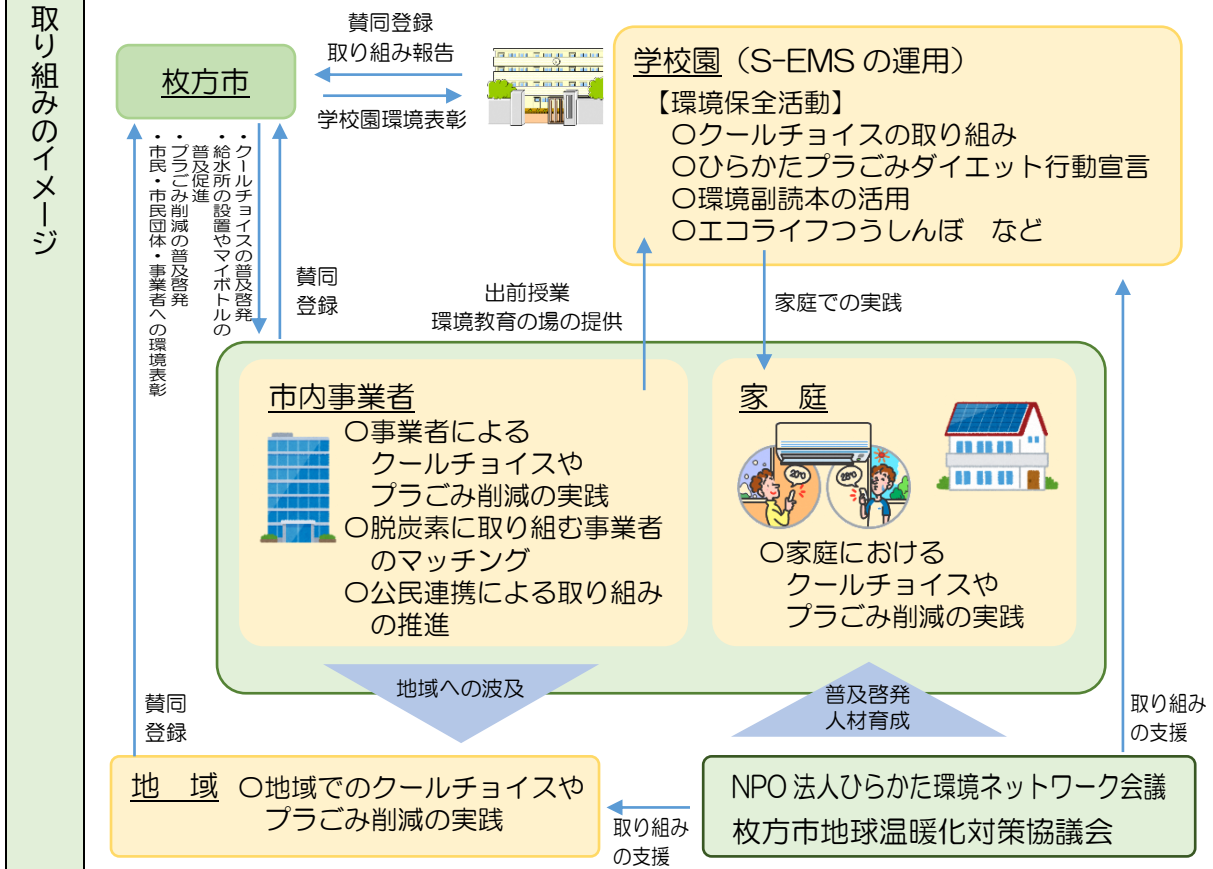 取り組みのイメージ
枚方市
賛同登録
取り組み報告
学校園環境表彰
学校園（S-EMSの運用）
【環境保全活動】
〇クールチョイスの取り組み
〇ひらかたプラごみダイエット行動宣言
〇環境副読本の活用
〇エコライフつうしんぼ　など
・クールチョイスの普及啓発
・給水所の設置やマイボトルの
普及促進
・プラごみ削減の普及啓発
・市民・市民団体・事業者への環境表彰
賛同
登録
出前授業
環境教育の場の提供
家庭での実践
市内事業者
〇事業者による
クールチョイスや
プラごみ削減の実践
〇脱炭素に取り組む事業者
のマッチング
〇公民連携による取り組み
の推進
家　庭
20℃
28℃
〇家庭における
クールチョイスや
プラごみ削減の実践
地域への波及
普及啓発
人材育成
賛同
登録
取り組み
の支援
地　域　〇地域でのクールチョイスや
プラごみ削減の実践
取り組み
の支援
NPO法人ひらかた環境ネットワーク会議
枚方市地球温暖化対策協議会